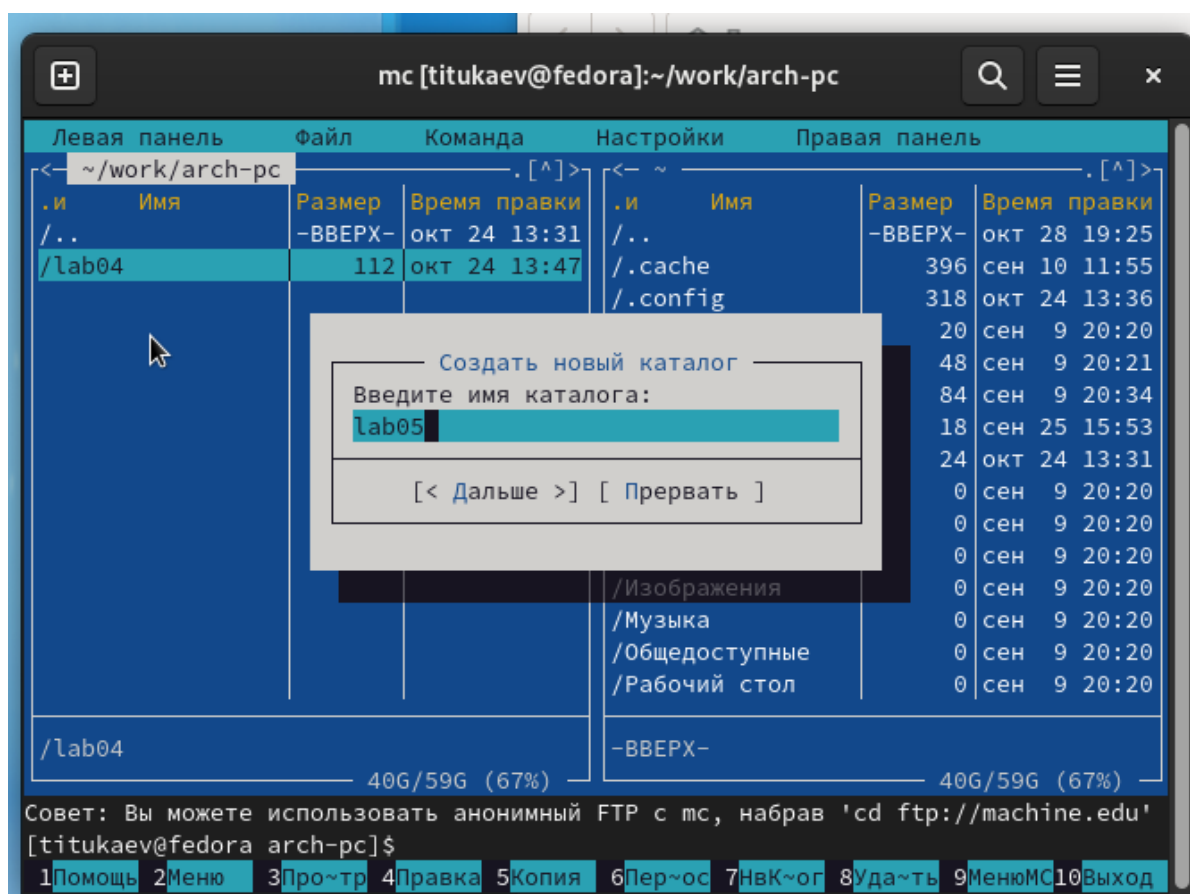 mc [titukaev@fedora]:~/work/arch-pc
Левая панель Файл Команда Настройки Правая панель
<— ~/work/arch-pc .[^]> <— ~ .[^]>
.и Имя Размер Время правки .и Имя Размер Время правки
/.. -ВВЕРХ- окт 24 13:31 /.. -ВВЕРХ- окт 28 19:25
/lab04 112 окт 24 13:47 /.cache 396 сен 10 11:55
/.config 318 окт 24 13:36
20 сен 9 20:20
Создать новый каталог 48 сен 9 20:21
Введите имя каталога: 84 сен 9 20:34
lab05 18 сен 25 15:53
24 окт 24 13:31
[< Дальше >] [ Прервать ] 0 сен 9 20:20
0 сен 9 20:20
0 сен 9 20:20
/Изображения 0 сен 9 20:20
/Музыка 0 сен 9 20:20
/Общедоступные 0 сен 9 20:20
/Рабочий стол 0 сен 9 20:20
/lab04 -ВВЕРХ-
40G/59G (67%) 40G/59G (67%)
Совет: Вы можете использовать анонимный FTP с mc, набрав 'cd ftp://machine.edu'
[titukaev@fedora arch-pc]$
1Помощь 2Меню 3Про~тр 4Правка 5Копия 6Пер~ос 7НвК~ог 8Уда~ть 9МенюMC 10Выход